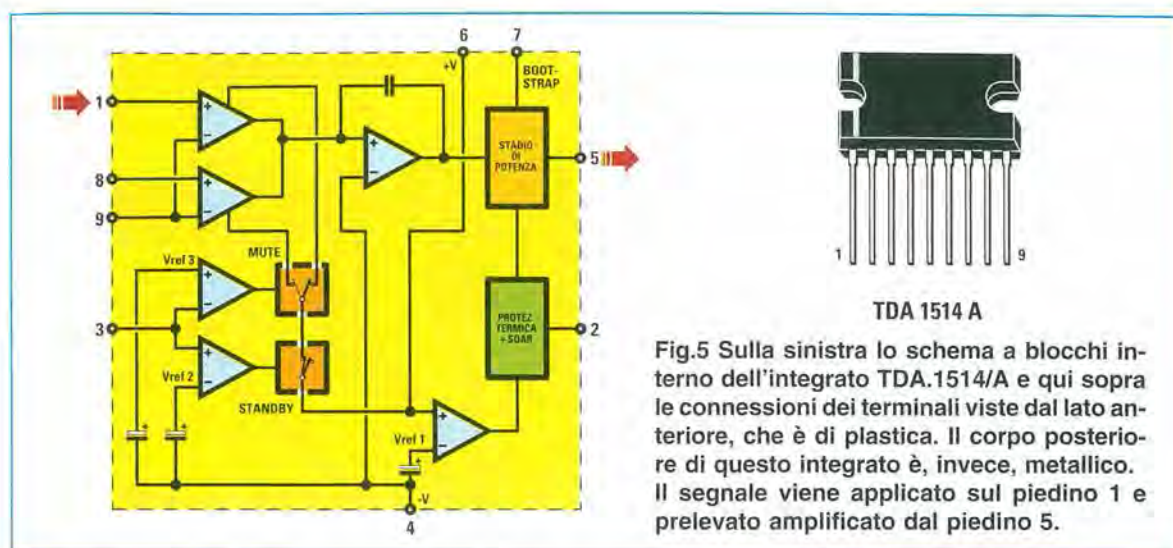 6
7
+V
BOOT-
STRAP
1
8
9
STADIO
DI
POTENZA
5
MUTE
Vref 3
3
Vref 2
STANDBY
PROTEZ.
TERMICA
+ SOAR
2
Vref 1
-V
4
1
9
TDA 1514 A
Fig.5 Sulla sinistra lo schema a blocchi in-
terno dell'integrato TDA.1514/A e qui sopra
le connessioni dei terminali viste dal lato an-
teriore, che è di plastica. Il corpo posterio-
re di questo integrato è, invece, metallico.
Il segnale viene applicato sul piedino 1 e
prelevato amplificato dal piedino 5.